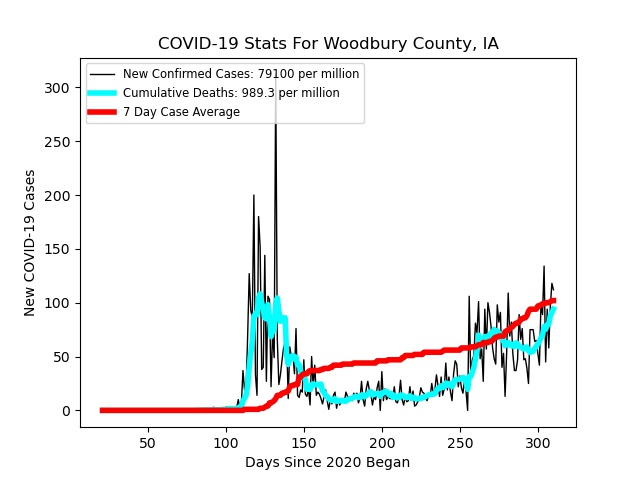 COVID-19 Stats For Woodbury County, IA
New Confirmed Cases: 79100 per million
Cumulative Deaths: 989.3 per million
7 Day Case Average
New COVID-19 Cases
300
250
200
150
100
50
0
50 100 150 200 250 300
Days Since 2020 Began